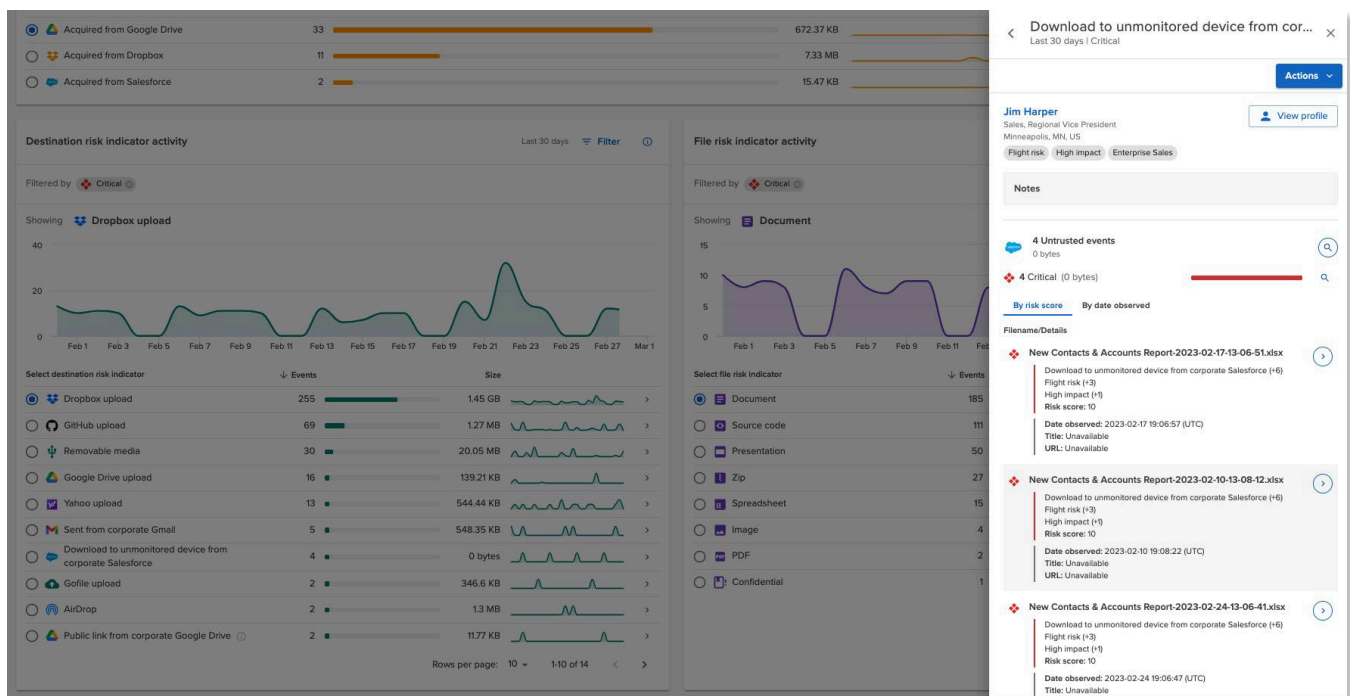 Acquired from Google Drive 33 672.37 KB
Acquired from Dropbox 11 7.33 MB
Acquired from Salesforce 2 15.47 KB
Destination risk indicator activity Last 30 days Filter
Filtered by Critical
Showing Dropbox upload
40
20
0
Feb 1 Feb 3 Feb 5 Feb 7 Feb 9 Feb 11 Feb 13 Feb 15 Feb 17 Feb 19 Feb 21 Feb 23 Feb 25 Feb 27 Mar 1
Select destination risk indicator Events Size
Dropbox upload 255 1.45 GB
GitHub upload 69 1.27 MB
Removable media 30 20.05 MB
Google Drive upload 16 139.21 KB
Yahoo upload 13 544.44 KB
Sent from corporate Gmail 5 548.35 KB
Download to unmonitored device from
corporate Salesforce 4 0 bytes
Gofile upload 2 346.6 KB
AirDrop 2 1.3 MB
Public link from corporate Google Drive 2 11.77 KB
Rows per page: 10 1-10 of 14
File risk indicator activity
Filtered by Critical
Showing Document
15
10
5
0
Feb 1 Feb 3 Feb 5 Feb 7 Feb 9 Feb 11 Feb
Select file risk indicator Events
Document 185
Source code 111
Presentation 50
Zip 27
Spreadsheet 15
Image 4
PDF 2
Confidential 1
Download to unmonitored device from cor...
Last 30 days | Critical
Actions
Jim Harper
View profile
Sales, Regional Vice President
Minneapolis, MN, US
Flight risk High impact Enterprise Sales
Notes
4 Untrusted events
0 bytes
4 Critical (0 bytes)
By risk score By date observed
Filename/Details
New Contacts & Accounts Report-2023-02-17-13-06-51.xlsx
Download to unmonitored device from corporate Salesforce (+6)
Flight risk (+3)
High impact (+1)
Risk score: 10
Date observed: 2023-02-17 19:06:57 (UTC)
Title: Unavailable
URL: Unavailable
New Contacts & Accounts Report-2023-02-10-13-08-12.xlsx
Download to unmonitored device from corporate Salesforce (+6)
Flight risk (+3)
High impact (+1)
Risk score: 10
Date observed: 2023-02-10 19:08:22 (UTC)
Title: Unavailable
URL: Unavailable
New Contacts & Accounts Report-2023-02-24-13-06-41.xlsx
Download to unmonitored device from corporate Salesforce (+6)
Flight risk (+3)
High impact (+1)
Risk score: 10
Date observed: 2023-02-24 19:06:47 (UTC)
Title: Unavailable